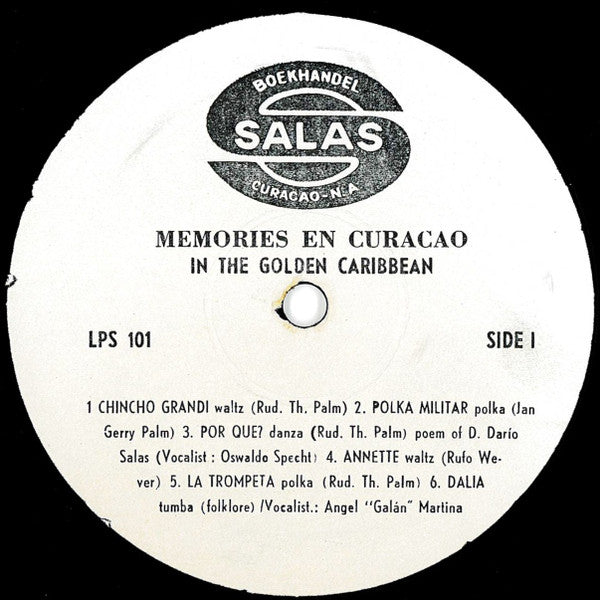 BOEKHANDEL
SALAS
CURACAO - N.A
MEMORIES EN CURACAO
IN THE GOLDEN CARIBBEAN
LPS 101
SIDE I
1 CHINCHO GRANDI waltz (Rud. Th. Palm) 2. POLKA MILITAR polka (Jan
Gerry Palm) 3. POR QUE? danza (Rud. Th. Palm) poem of D. Darío
Salas (Vocalist : Oswaldo Specht) 4. ANNETTE waltz (Rufo We-
ver) 5. LA TROMPETA polka (Rud. Th. Palm) 6. DALIA
tumba (folklore) /Vocalist.: Angel "Galán" Martina